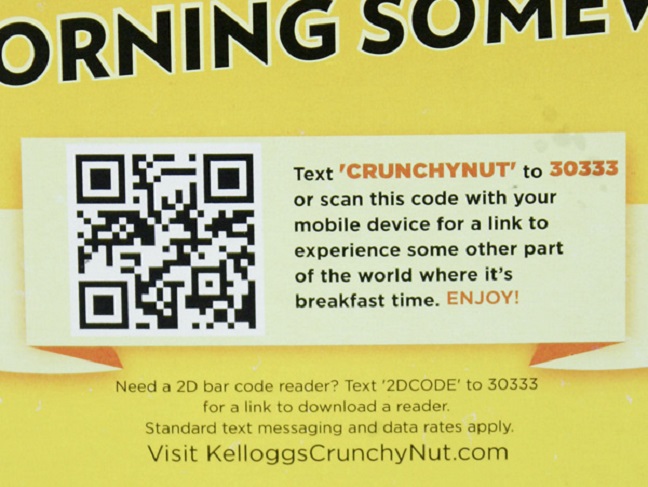 ORNING SOME
Text 'CRUNCHYNUT' to 30333
or scan this code with your
mobile device for a link to
experience some other part
of the world where it's
breakfast time. ENJOY!
Need a 2D bar code reader? Text '2DCODE' to 30333
for a link to download a reader.
Standard text messaging and data rates apply.
Visit KelloggsCrunchyNut.com